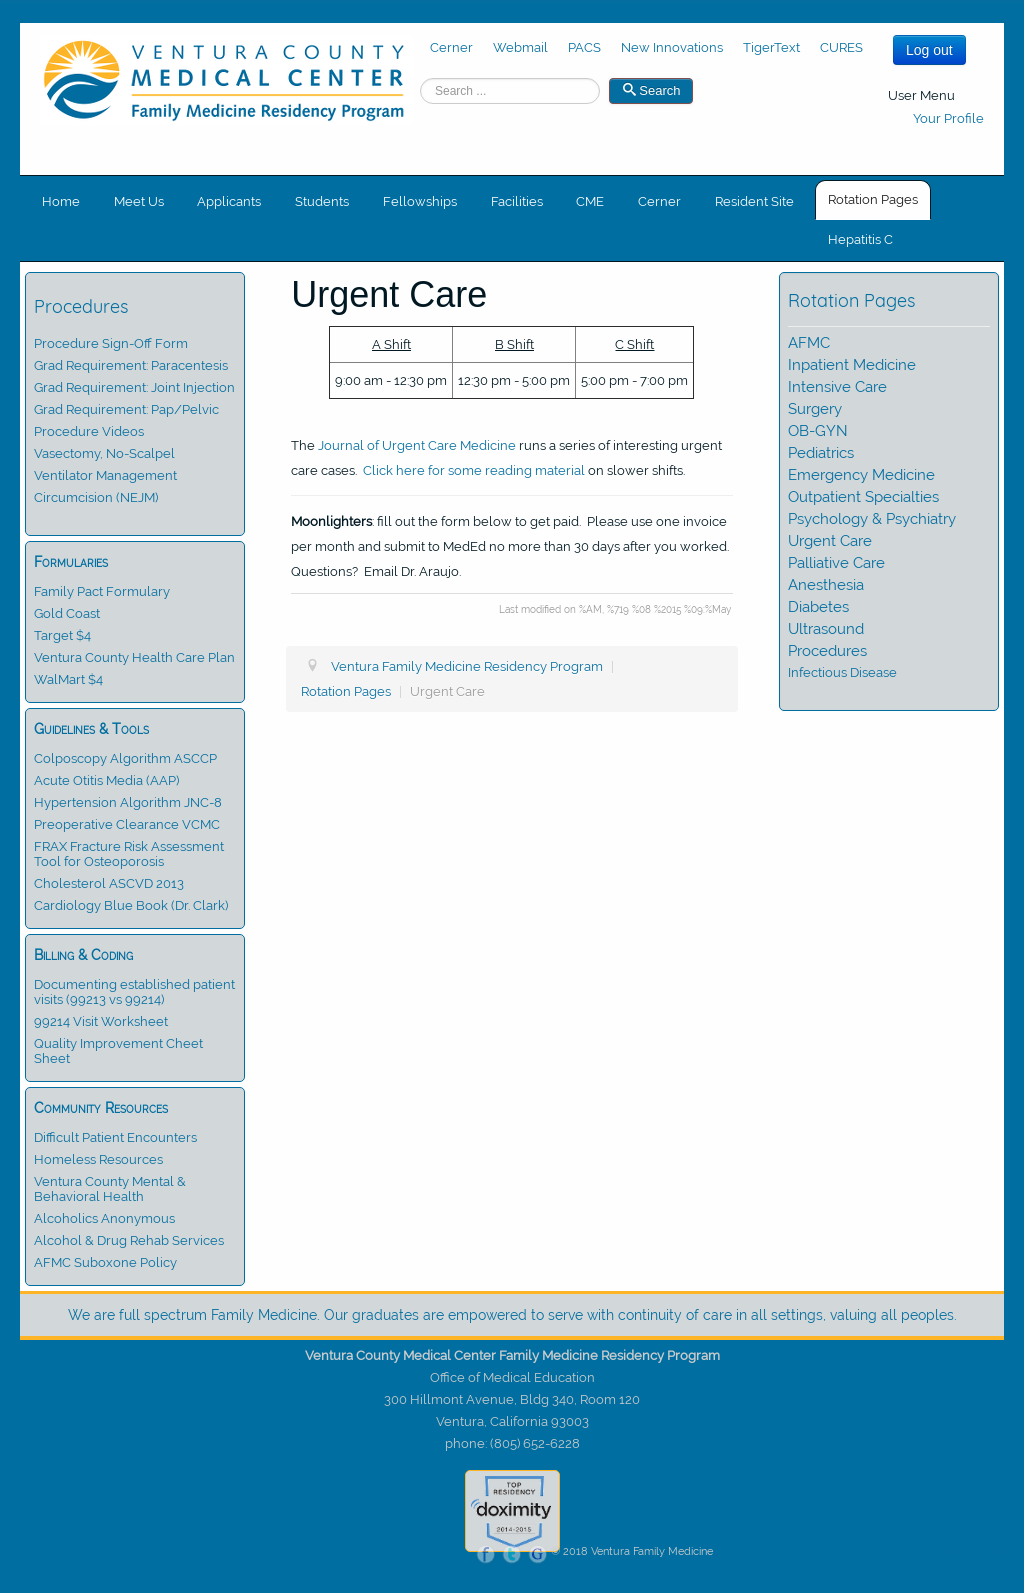 VENTURA COUNTY
MEDICAL CENTER
Family Medicine Residency Program
Cerner Webmail PACS New Innovations TigerText CURES
Log out
Search ...
Search
User Menu
Your Profile
Home Meet Us Applicants Students Fellowships Facilities CME Cerner Resident Site Rotation Pages
Hepatitis C
Procedures
Procedure Sign-Off Form
Grad Requirement: Paracentesis
Grad Requirement: Joint Injection
Grad Requirement: Pap/Pelvic
Procedure Videos
Vasectomy, No-Scalpel
Ventilator Management
Circumcision (NEJM)
Formularies
Family Pact Formulary
Gold Coast
Target $4
Ventura County Health Care Plan
WalMart $4
Guidelines & Tools
Colposcopy Algorithm ASCCP
Acute Otitis Media (AAP)
Hypertension Algorithm JNC-8
Preoperative Clearance VCMC
FRAX Fracture Risk Assessment
Tool for Osteoporosis
Cholesterol ASCVD 2013
Cardiology Blue Book (Dr. Clark)
Billing & Coding
Documenting established patient
visits (99213 vs 99214)
99214 Visit Worksheet
Quality Improvement Cheet
Sheet
Community Resources
Difficult Patient Encounters
Homeless Resources
Ventura County Mental &
Behavioral Health
Alcoholics Anonymous
Alcohol & Drug Rehab Services
AFMC Suboxone Policy
Urgent Care
A Shift B Shift C Shift
9:00 am - 12:30 pm 12:30 pm - 5:00 pm 5:00 pm - 7:00 pm
The Journal of Urgent Care Medicine runs a series of interesting urgent
care cases. Click here for some reading material on slower shifts.
Moonlighters: fill out the form below to get paid. Please use one invoice
per month and submit to MedEd no more than 30 days after you worked.
Questions? Email Dr. Araujo.
Last modified on %AM, %719 %08 %2015 %09:%May
Ventura Family Medicine Residency Program |
Rotation Pages | Urgent Care
Rotation Pages
AFMC
Inpatient Medicine
Intensive Care
Surgery
OB-GYN
Pediatrics
Emergency Medicine
Outpatient Specialties
Psychology & Psychiatry
Urgent Care
Palliative Care
Anesthesia
Diabetes
Ultrasound
Procedures
Infectious Disease
We are full spectrum Family Medicine. Our graduates are empowered to serve with continuity of care in all settings, valuing all peoples.
Ventura County Medical Center Family Medicine Residency Program
Office of Medical Education
300 Hillmont Avenue, Bldg 340, Room 120
Ventura, California 93003
phone: (805) 652-6228
TOP
RESIDENCY
doximity
2014-2015
f t G © 2018 Ventura Family Medicine